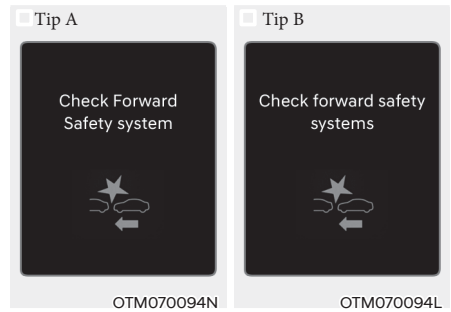 Tip A
Check Forward
Safety system
OTM070094N
Tip B
Check forward safety
systems
OTM070094L